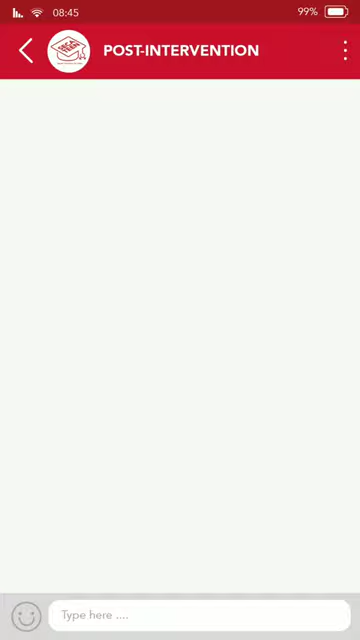 08:45
99%
POST-INTERVENTION
Type here ....